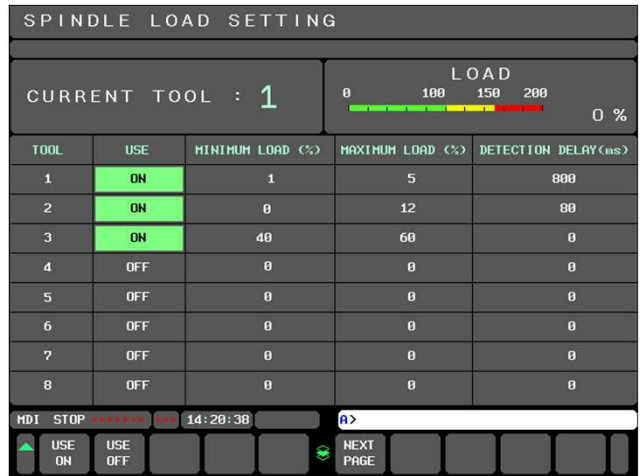 SPINDLE LOAD SETTING
CURRENT TOOL : 1
LOAD
0 100 150 200
0 %
TOOL USE MINIMUM LOAD (%) MAXIMUM LOAD (%) DETECTION DELAY(ms)
1 ON 1 5 800
2 ON 0 12 80
3 ON 40 60 0
4 OFF 0 0 0
5 OFF 0 0 0
6 OFF 0 0 0
7 OFF 0 0 0
8 OFF 0 0 0
MDI STOP ******* *** 14:20:38 A>
USE ON USE OFF NEXT PAGE